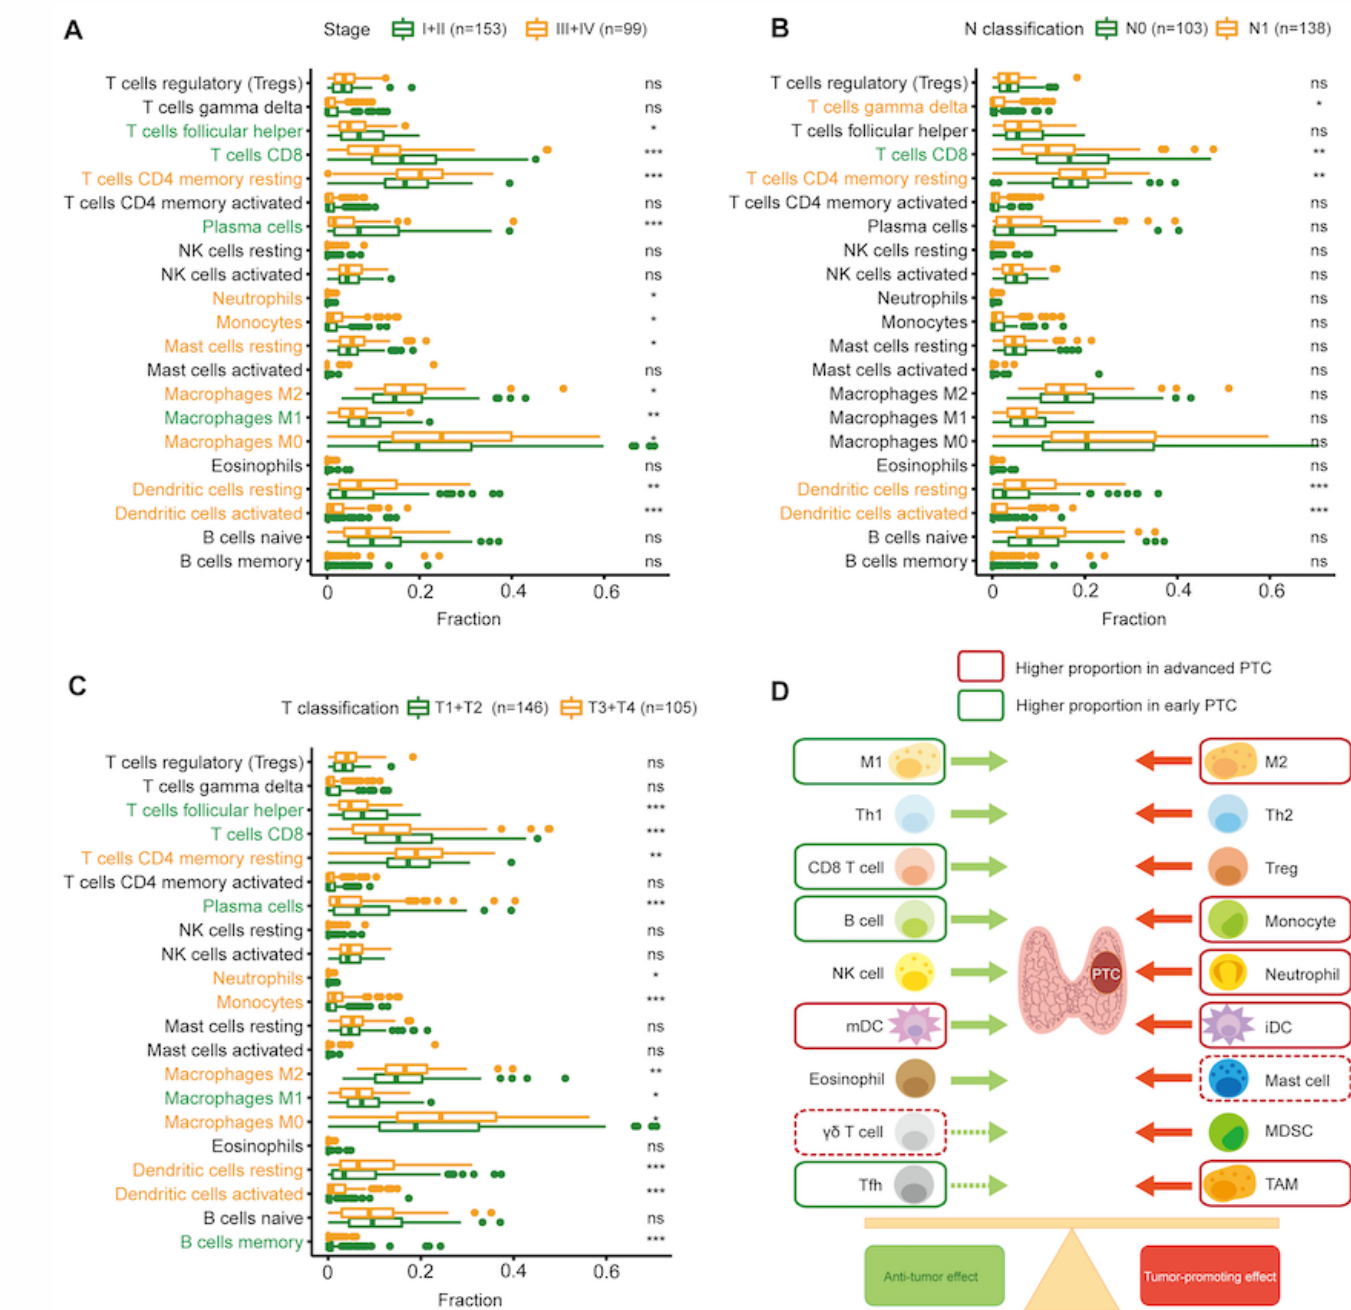 A
Stage I+II (n=153) III+IV (n=99)
T cells regulatory (Tregs) ns
T cells gamma delta ns
T cells follicular helper *
T cells CD8 ***
T cells CD4 memory resting ***
T cells CD4 memory activated ns
Plasma cells ***
NK cells resting ns
NK cells activated ns
Neutrophils *
Monocytes *
Mast cells resting *
Mast cells activated ns
Macrophages M2 *
Macrophages M1 **
Macrophages M0 *
Eosinophils ns
Dendritic cells resting **
Dendritic cells activated ***
B cells naive ns
B cells memory ns
0 0.2 0.4 0.6
Fraction
B
N classification N0 (n=103) N1 (n=138)
T cells regulatory (Tregs) ns
T cells gamma delta *
T cells follicular helper ns
T cells CD8 **
T cells CD4 memory resting **
T cells CD4 memory activated ns
Plasma cells ns
NK cells resting ns
NK cells activated ns
Neutrophils ns
Monocytes ns
Mast cells resting ns
Mast cells activated ns
Macrophages M2 ns
Macrophages M1 ns
Macrophages M0 ns
Eosinophils ns
Dendritic cells resting ***
Dendritic cells activated ***
B cells naive ns
B cells memory ns
0 0.2 0.4 0.6
Fraction
C
T classification T1+T2 (n=146) T3+T4 (n=105)
T cells regulatory (Tregs) ns
T cells gamma delta ns
T cells follicular helper ***
T cells CD8 ***
T cells CD4 memory resting **
T cells CD4 memory activated ns
Plasma cells ***
NK cells resting ns
NK cells activated ns
Neutrophils *
Monocytes ***
Mast cells resting ns
Mast cells activated ns
Macrophages M2 **
Macrophages M1 *
Macrophages M0 *
Eosinophils ns
Dendritic cells resting ***
Dendritic cells activated ***
B cells naive ns
B cells memory ***
0 0.2 0.4 0.6
Fraction
D
Higher proportion in advanced PTC
Higher proportion in early PTC
M1 M2
Th1 Th2
CD8 T cell Treg
B cell Monocyte
NK cell PTC Neutrophil
mDC iDC
Eosinophil Mast cell
γδ T cell MDSC
Tfh TAM
Anti-tumor effect Tumor-promoting effect